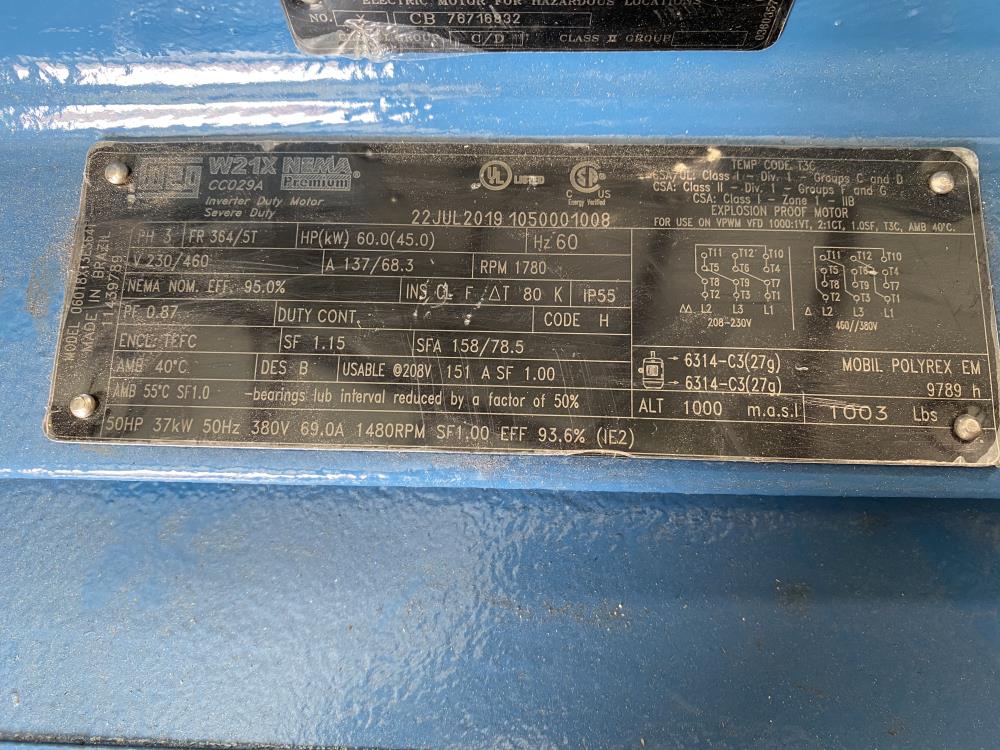 ELECTRIC MOTOR FOR HAZARDOUS LOCATIONS
NO. CB 76716832
C/D CLASS II GROUP
WEG W21X NEMA Premium
CC029A
Inverter Duty Motor
Severe Duty
UL LISTED
CSA C US Energy Verified
22JUL2019 1050001008
TEMP CODE T3C
CSA/UL: Class I - Div. 1 - Groups C and D
CSA: Class II - Div. 1 - Groups F and G
CSA: Class I - Zone 1 - IIB
EXPLOSION PROOF MOTOR
FOR USE ON VPWM VFD 1000:1VT, 2:1CT, 1.0SF, T3C, AMB 40°C.
MADE IN BRAZIL
MODEL
PH 3 FR 364/5T HP(kW) 60.0(45.0) Hz 60
V 230/460 A 137/68.3 RPM 1780
NEMA NOM. EFF 95.0% INS CL F ΔT 80 K IP55
PF 0.87 DUTY CONT. CODE H
ENCL: TEFC SF 1.15 SFA 158/78.5
AMB 40°C. DES B USABLE @208V 151 A SF 1.00
AMB 55°C SF1.0 -bearings lub interval reduced by a factor of 50%
50HP 37kW 50Hz 380V 69.0A 1480RPM SF1.00 EFF 93.6% (IE2)
T11 T12 T10 T11 T12 T10
T5 T6 T4 T5 T6 T4
T8 T9 T7 T8 T9 T7
T2 T3 T1 T2 T3 T1
ΔΔ L2 L3 L1 Δ L2 L3 L1
208-230V 460//380V
→ 6314-C3(27g) MOBIL POLYREX EM
→ 6314-C3(27g) 9789 h
ALT 1000 m.a.s.l 1003 Lbs